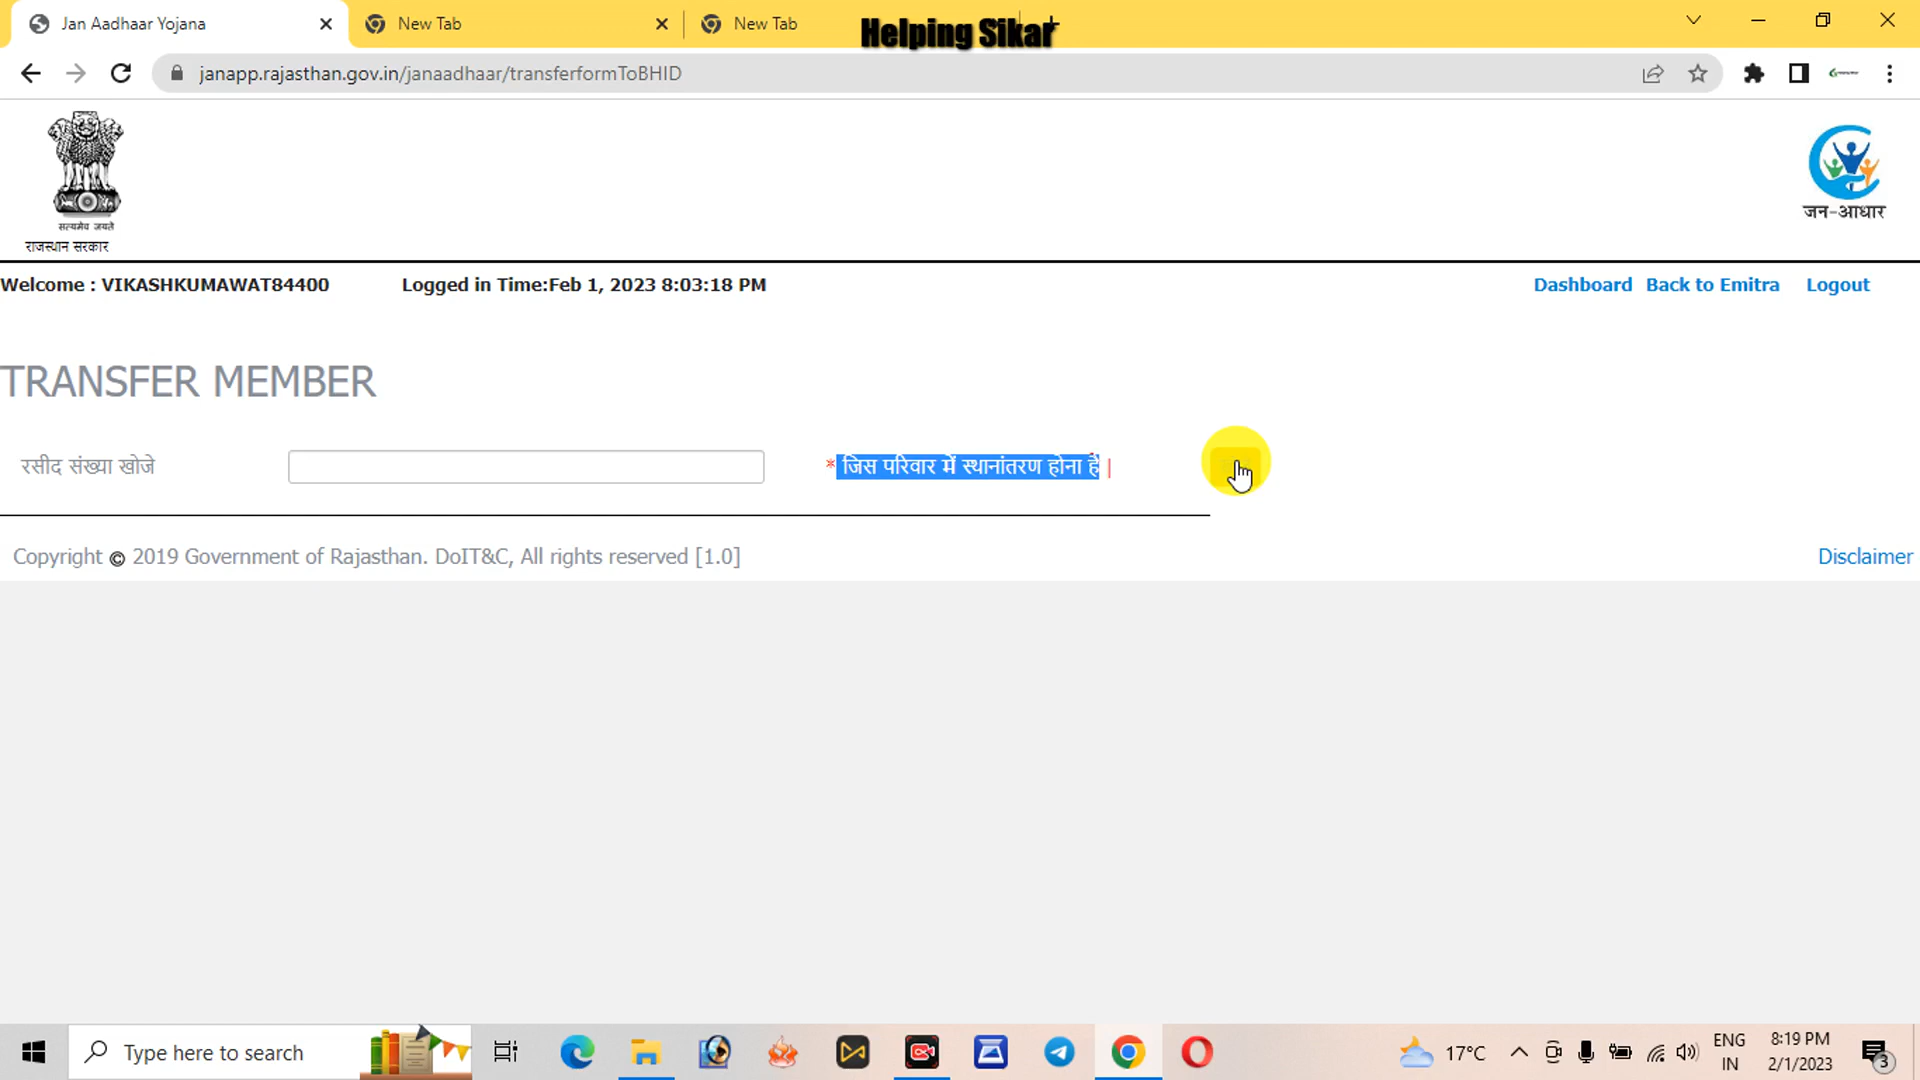 Jan Aadhaar Yojana
New Tab
New Tab
Helping Sikar
janapp.rajasthan.gov.in/janaadhaar/transferformToBHID
सत्यमेव जयते
राजस्थान सरकार
जन-आधार
Welcome : VIKASHKUMAWAT84400
Logged in Time:Feb 1, 2023 8:03:18 PM
Dashboard
Back to Emitra
Logout
TRANSFER MEMBER
रसीद संख्या खोजे
* जिस परिवार में स्थानांतरण होना है |
Copyright © 2019 Government of Rajasthan. DoIT&C, All rights reserved [1.0]
Disclaimer
Type here to search
17°C
ENG
IN
8:19 PM
2/1/2023
3